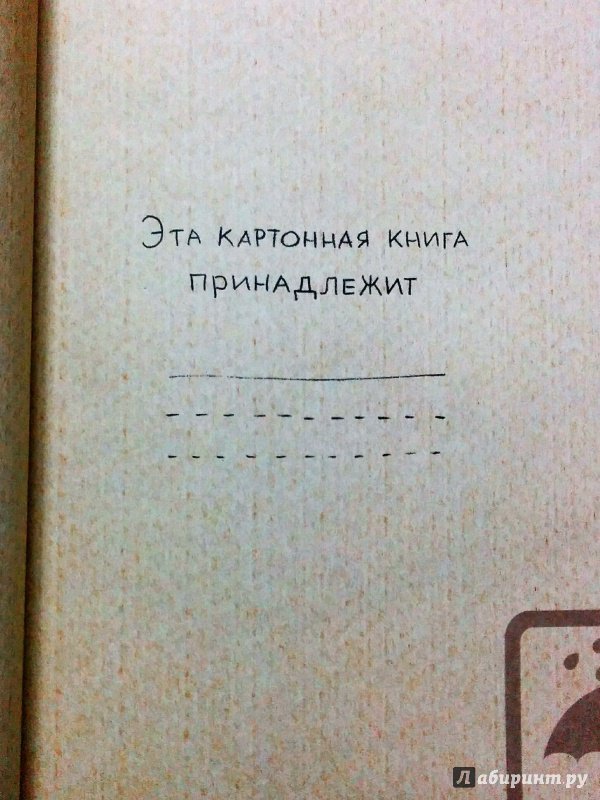 Эта картонная книга
принадлежит
Лабиринт.ру